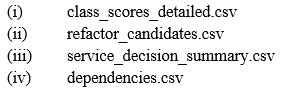 (i) class_scores_detailed.csv
(ii) refactor_candidates.csv
(iii) service_decision_summary.csv
(iv) dependencies.csv